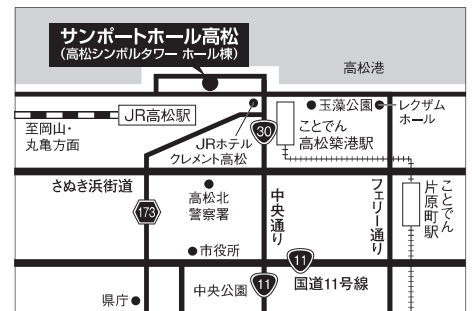 サンポートホール高松
(高松シンボルタワー ホール棟)
高松港
JR高松駅
至岡山・
丸亀方面
JRホテル
クレメント高松
30
玉藻公園
レクザム
ホール
ことでん
高松築港駅
さぬき浜街道
高松北
警察署
中央通り
フェリー通り
ことでん
片原町駅
173
市役所
11
国道11号線
県庁
中央公園
11